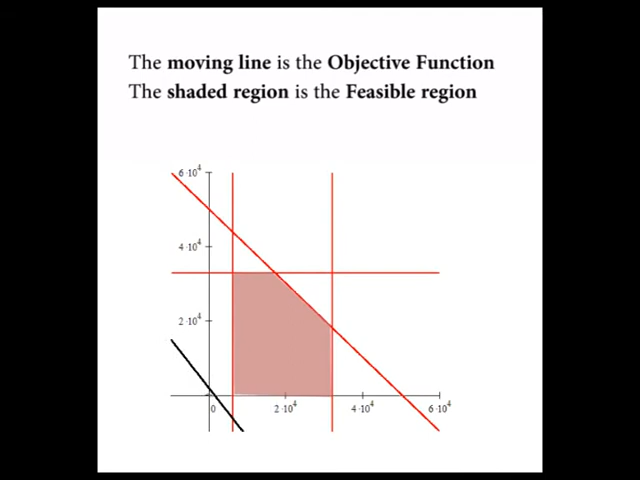 The moving line is the Objective Function
The shaded region is the Feasible region
6·10⁴
4·10⁴
2·10⁴
0 2·10⁴ 4·10⁴ 6·10⁴